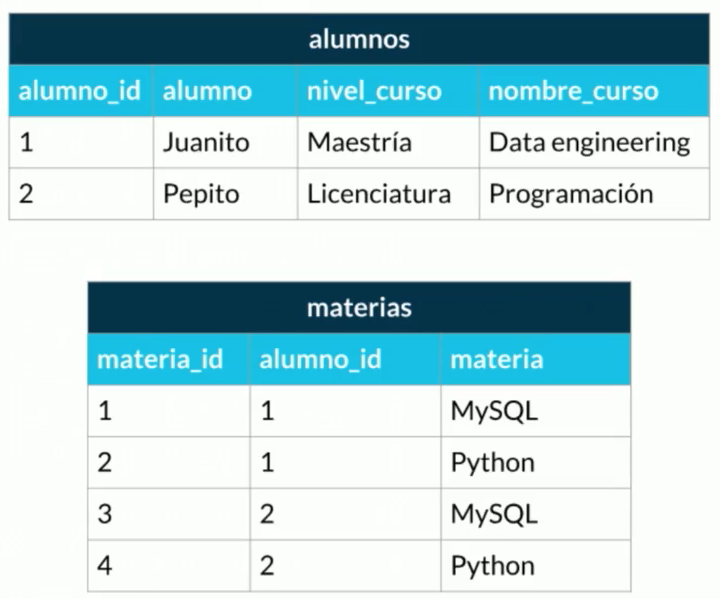 alumnos
alumno_id alumno nivel_curso nombre_curso
1 Juanito Maestría Data engineering
2 Pepito Licenciatura Programación
materias
materia_id alumno_id materia
1 1 MySQL
2 1 Python
3 2 MySQL
4 2 Python